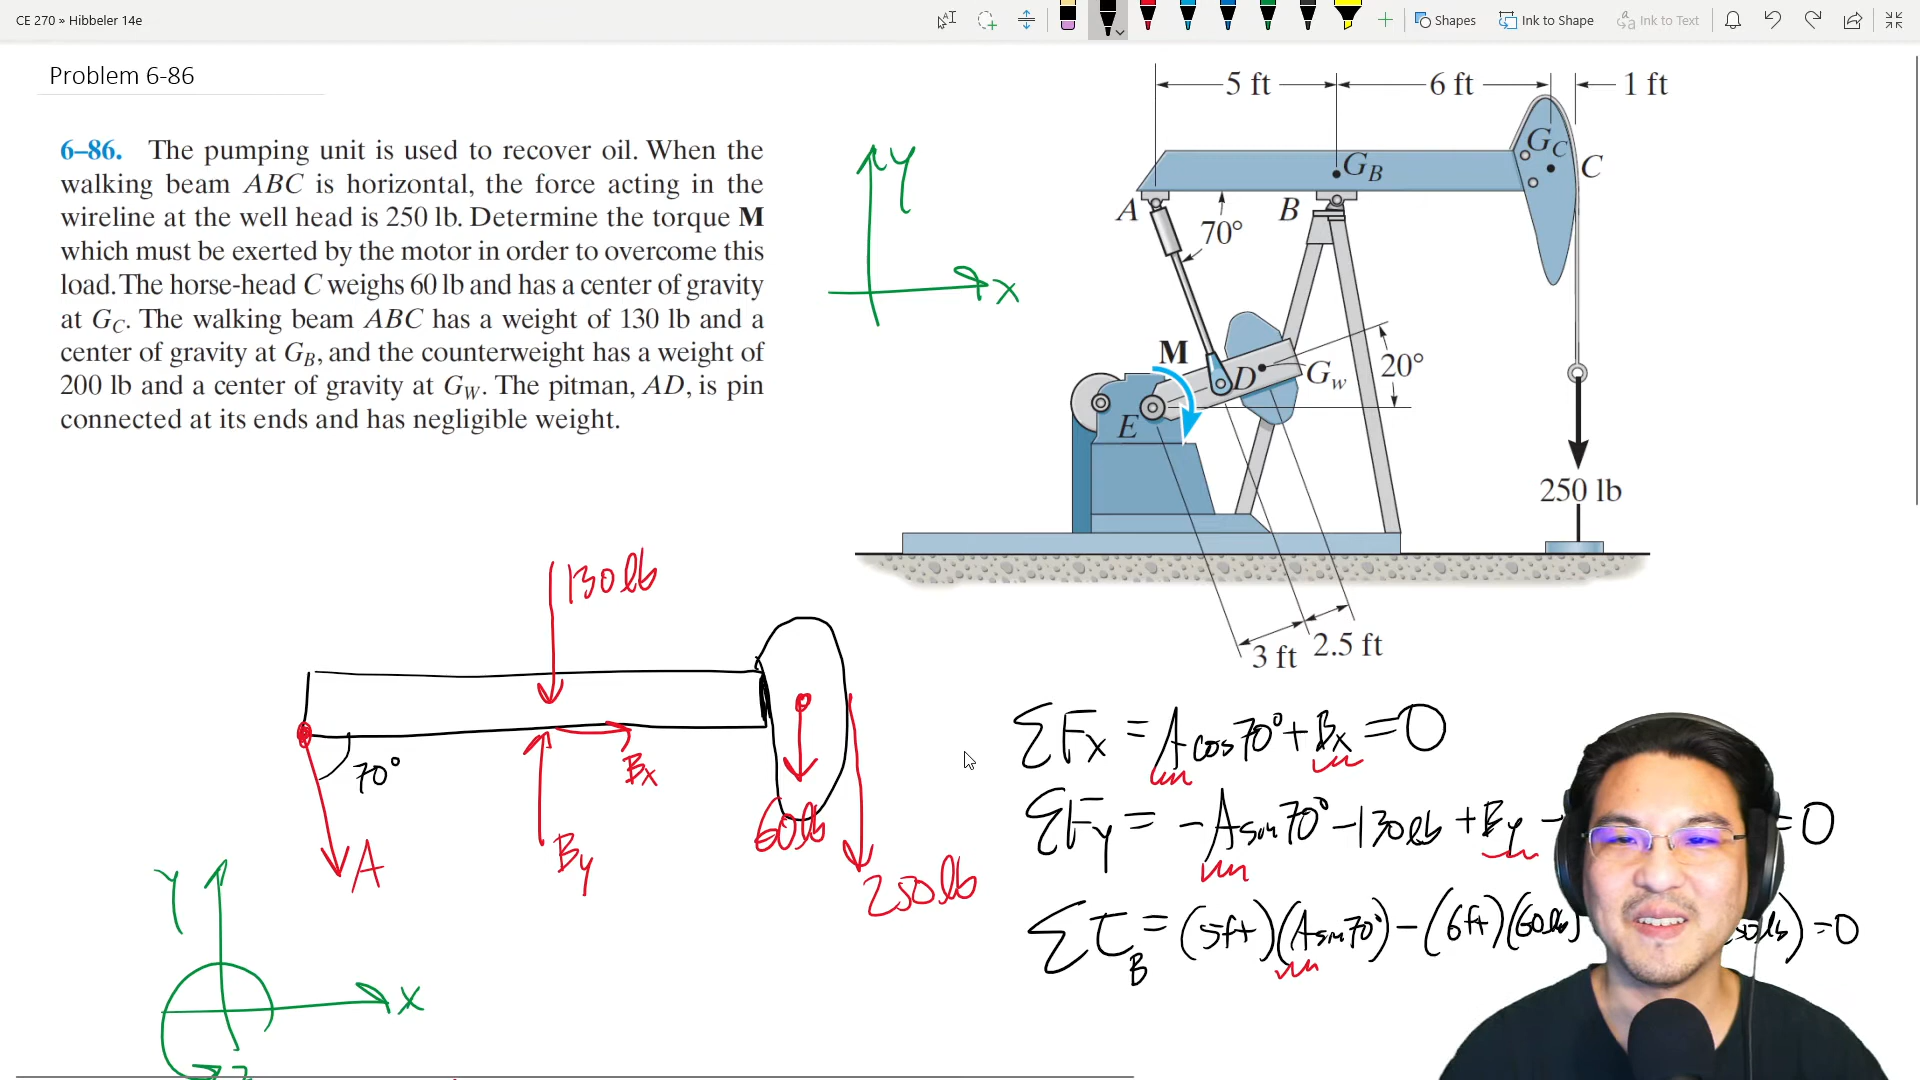 CE 270 » Hibbeler 14e
Shapes
Ink to Shape
Ink to Text
Problem 6-86
6–86. The pumping unit is used to recover oil. When the
walking beam ABC is horizontal, the force acting in the
wireline at the well head is 250 lb. Determine the torque M
which must be exerted by the motor in order to overcome this
load. The horse-head C weighs 60 lb and has a center of gravity
at GC. The walking beam ABC has a weight of 130 lb and a
center of gravity at GB, and the counterweight has a weight of
200 lb and a center of gravity at GW. The pitman, AD, is pin
connected at its ends and has negligible weight.
y
x
5 ft
6 ft
1 ft
GC
C
GB
A
B
70°
M
D
Gw
20°
E
250 lb
3 ft
2.5 ft
130lb
70°
Bx
By
A
60lb
250lb
y
x
z
ΣFx = A cos70° + Bx = 0
ΣFy = -A sin70° - 130lb + By - = 0
ΣτB = (5ft)(A sin70°) - (6ft)(60lb) lb) = 0